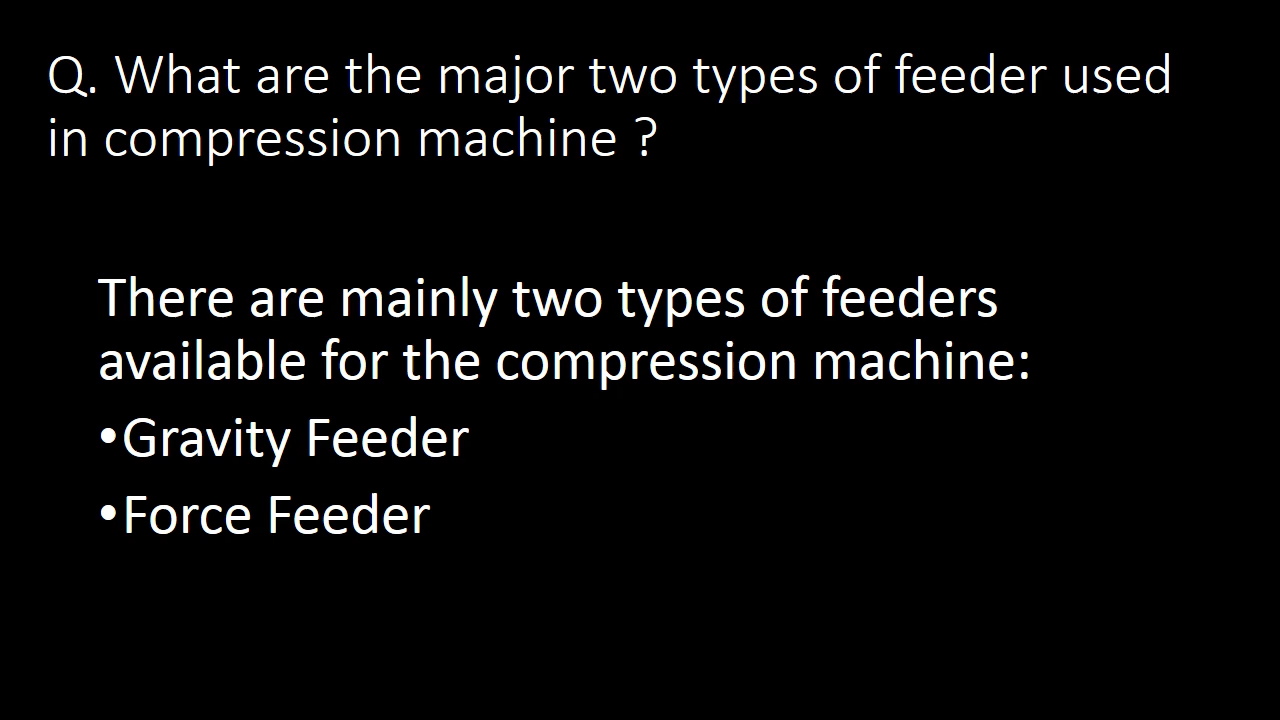 Q. What are the major two types of feeder used
in compression machine ?
There are mainly two types of feeders
available for the compression machine:
•Gravity Feeder
•Force Feeder